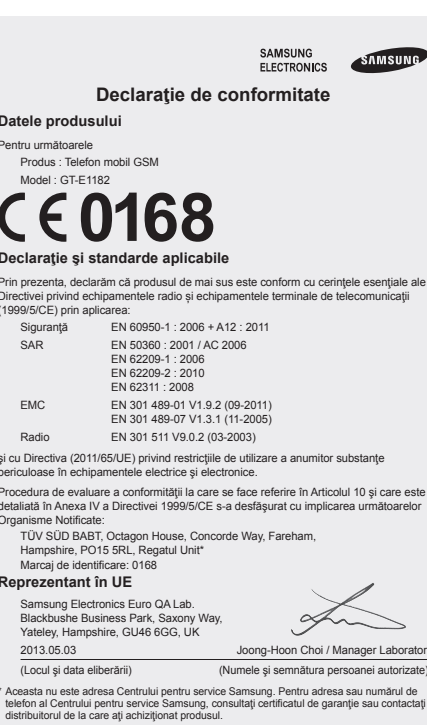 SAMSUNG
ELECTRONICS
SAMSUNG
Declaraţie de conformitate
Datele produsului
Pentru următoarele
Produs : Telefon mobil GSM
Model : GT-E1182
CE 0168
Declaraţie şi standarde aplicabile
Prin prezenta, declarăm că produsul de mai sus este conform cu cerinţele esenţiale ale
Directivei privind echipamentele radio și echipamentele terminale de telecomunicaţii
(1999/5/CE) prin aplicarea:
Siguranţă EN 60950-1 : 2006 + A12 : 2011
SAR EN 50360 : 2001 / AC 2006
EN 62209-1 : 2006
EN 62209-2 : 2010
EN 62311 : 2008
EMC EN 301 489-01 V1.9.2 (09-2011)
EN 301 489-07 V1.3.1 (11-2005)
Radio EN 301 511 V9.0.2 (03-2003)
şi cu Directiva (2011/65/UE) privind restricţiile de utilizare a anumitor substanţe
periculoase în echipamentele electrice şi electronice.
Procedura de evaluare a conformităţii la care se face referire în Articolul 10 şi care este
detaliată în Anexa IV a Directivei 1999/5/CE s-a desfăşurat cu implicarea următoarelor
Organisme Notificate:
TÜV SÜD BABT, Octagon House, Concorde Way, Fareham,
Hampshire, PO15 5RL, Regatul Unit*
Marcaj de identificare: 0168
Reprezentant în UE
Samsung Electronics Euro QA Lab.
Blackbushe Business Park, Saxony Way,
Yateley, Hampshire, GU46 6GG, UK
2013.05.03 Joong-Hoon Choi / Manager Laborator
(Locul şi data eliberării) (Numele şi semnătura persoanei autorizate)
* Aceasta nu este adresa Centrului pentru service Samsung. Pentru adresa sau numărul de
telefon al Centrului pentru service Samsung, consultaţi certificatul de garanţie sau contactaţi
distribuitorul de la care aţi achiziţionat produsul.